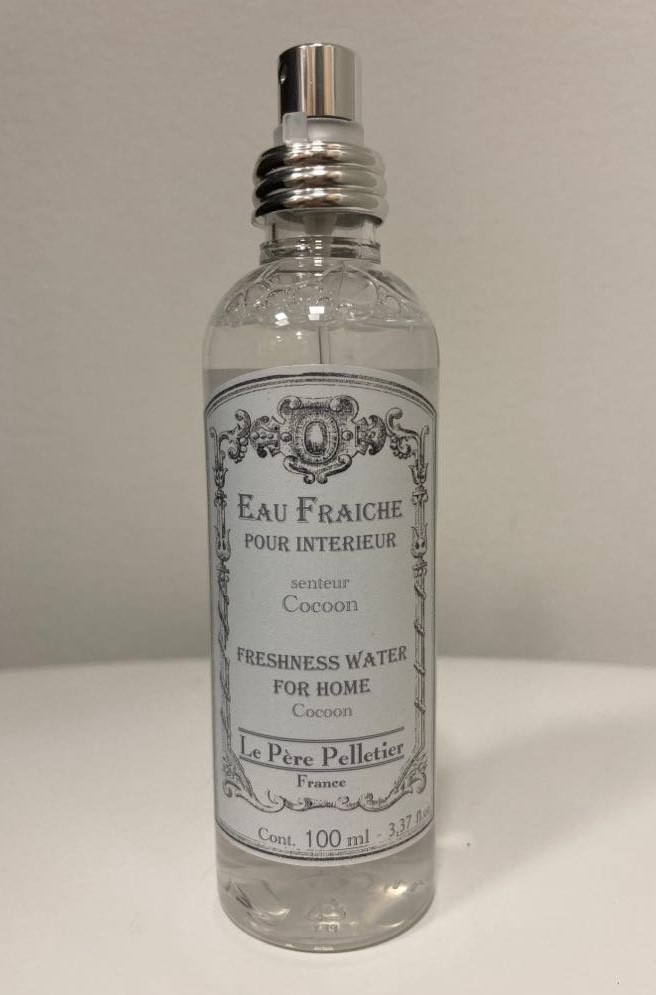 EAU FRAICHE
POUR INTERIEUR
senteur
Cocoon
FRESHNESS WATER
FOR HOME
Cocoon
Le Père Pelletier
France
Cont. 100 ml - 3,37 fl.